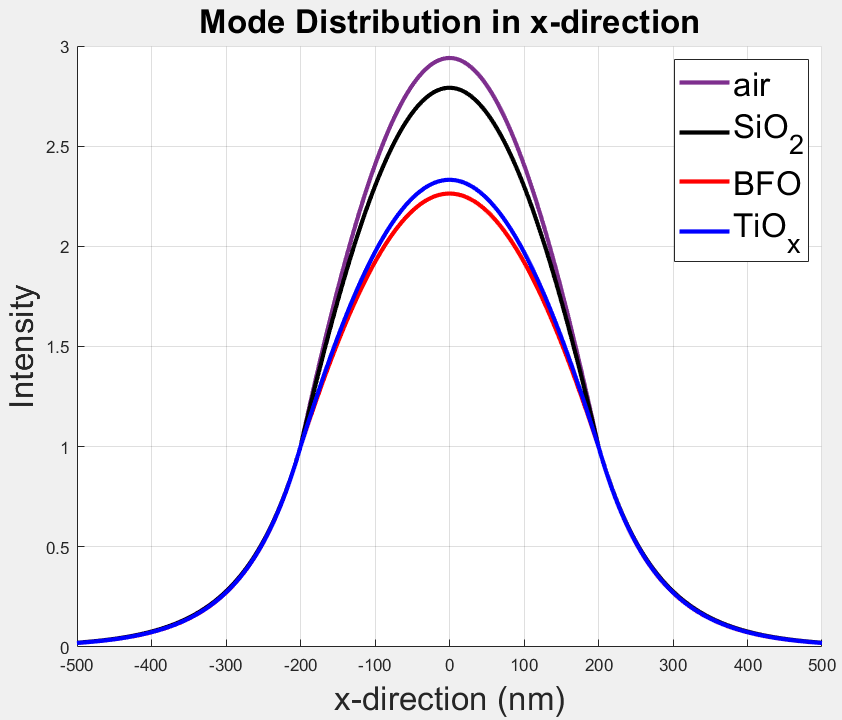 Mode Distribution in x-direction
3
2.5
2
1.5
1
0.5
0
Intensity
-500 -400 -300 -200 -100 0 100 200 300 400 500
x-direction (nm)
air
SiO₂
BFO
TiOₓ